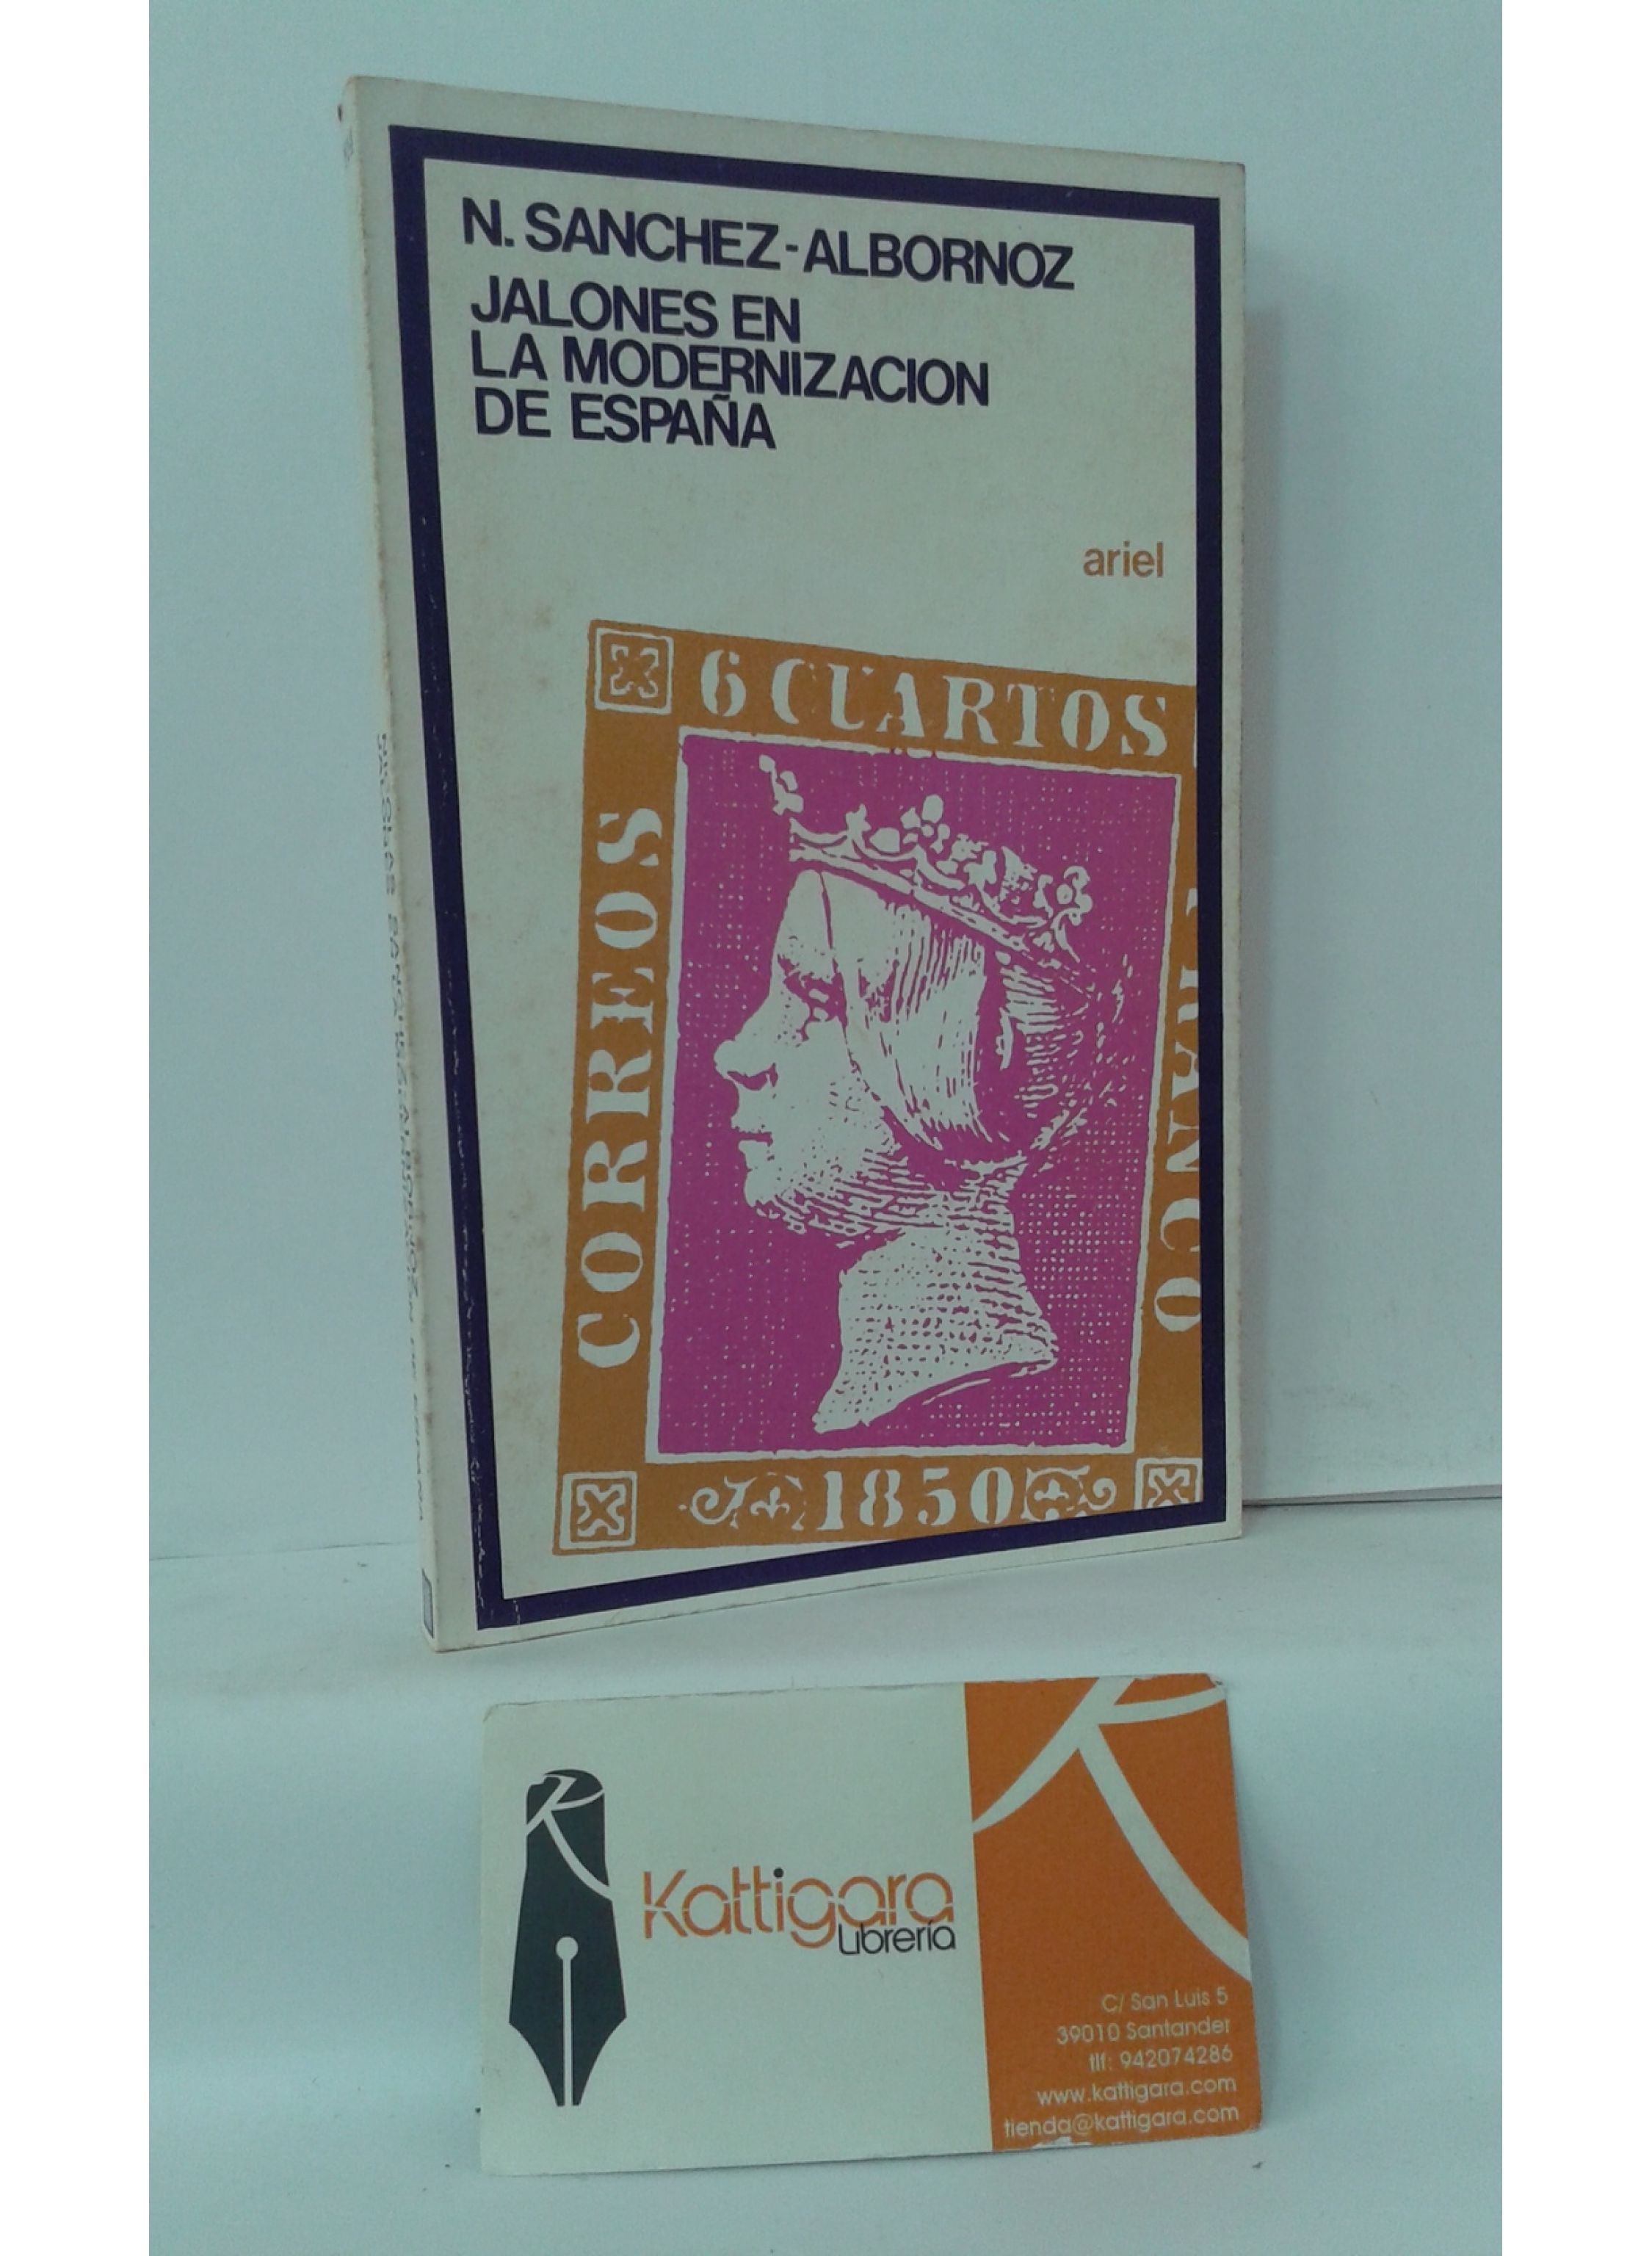 N. SANCHEZ-ALBORNOZ
JALONES EN
LA MODERNIZACION
DE ESPAÑA
ariel
6 CUARTOS
CORREOS
1850
K
Kattigara
Librería
K
C/ San Luis 5
39010 Santander
tlf: 942074286
www.kattigara.com
tienda@kattigara.com